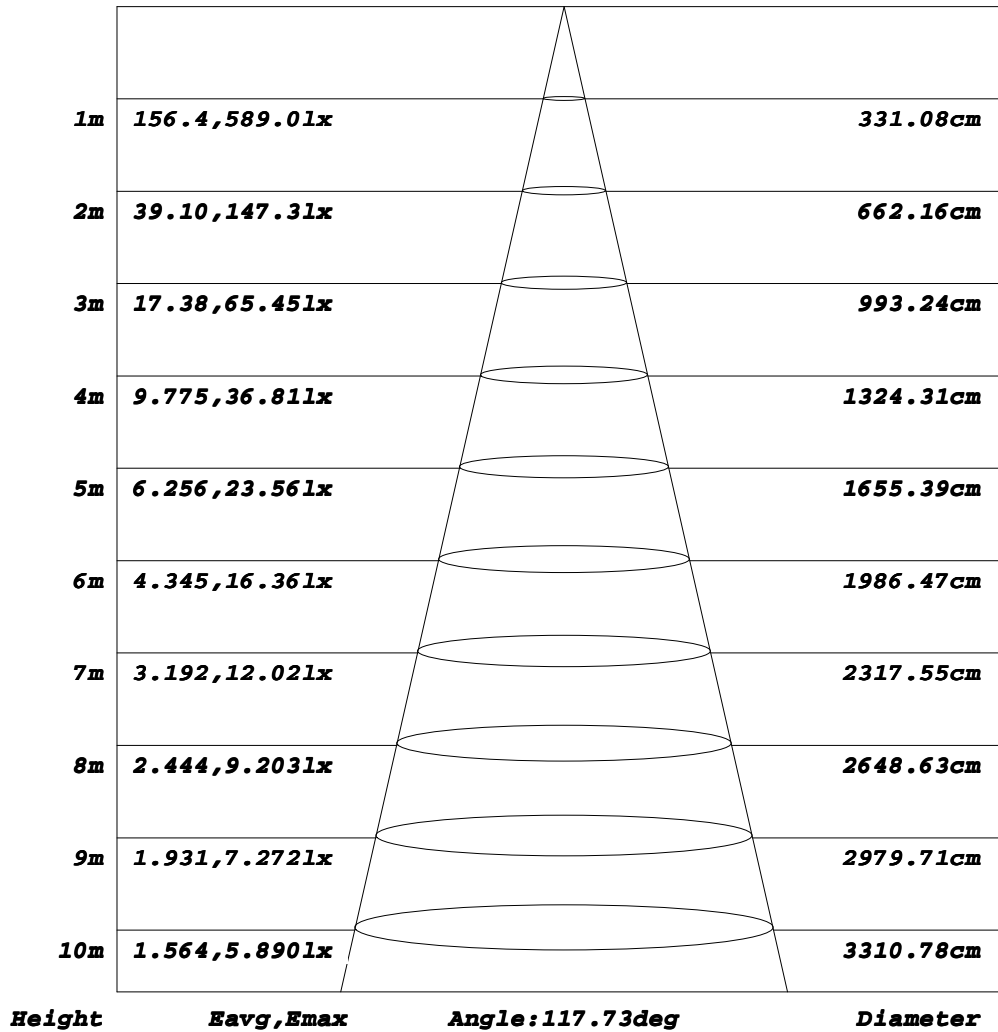 1m 156.4,589.0lx 331.08cm
2m 39.10,147.3lx 662.16cm
3m 17.38,65.45lx 993.24cm
4m 9.775,36.81lx 1324.31cm
5m 6.256,23.56lx 1655.39cm
6m 4.345,16.36lx 1986.47cm
7m 3.192,12.02lx 2317.55cm
8m 2.444,9.203lx 2648.63cm
9m 1.931,7.272lx 2979.71cm
10m 1.564,5.890lx 3310.78cm
Height Eavg,Emax Angle:117.73deg Diameter